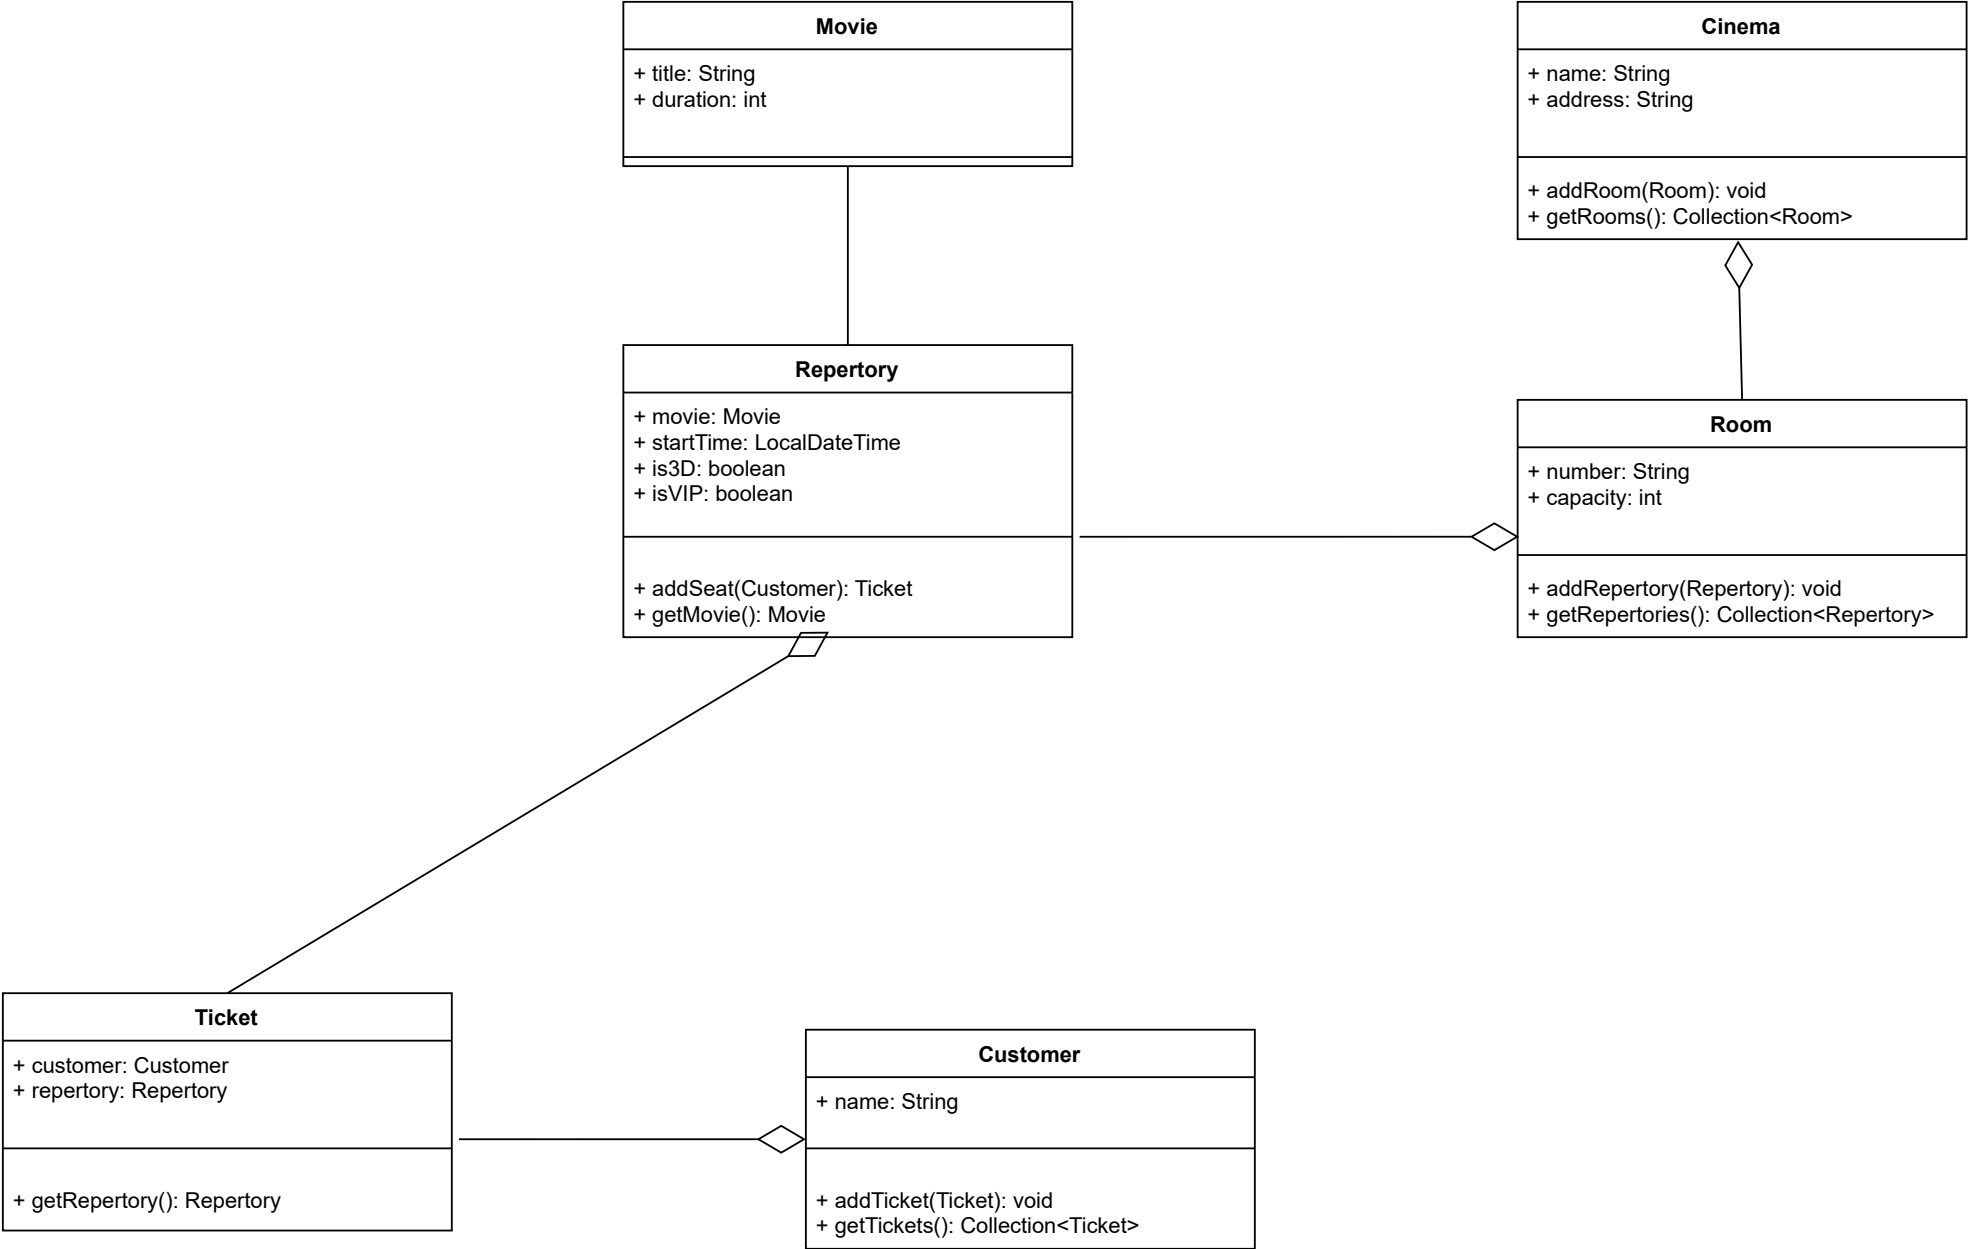 Movie
+ title: String
+ duration: int
Cinema
+ name: String
+ address: String
+ addRoom(Room): void
+ getRooms(): Collection<Room>
Repertory
+ movie: Movie
+ startTime: LocalDateTime
+ is3D: boolean
+ isVIP: boolean
+ addSeat(Customer): Ticket
+ getMovie(): Movie
Room
+ number: String
+ capacity: int
+ addRepertory(Repertory): void
+ getRepertories(): Collection<Repertory>
Ticket
+ customer: Customer
+ repertory: Repertory
+ getRepertory(): Repertory
Customer
+ name: String
+ addTicket(Ticket): void
+ getTickets(): Collection<Ticket>